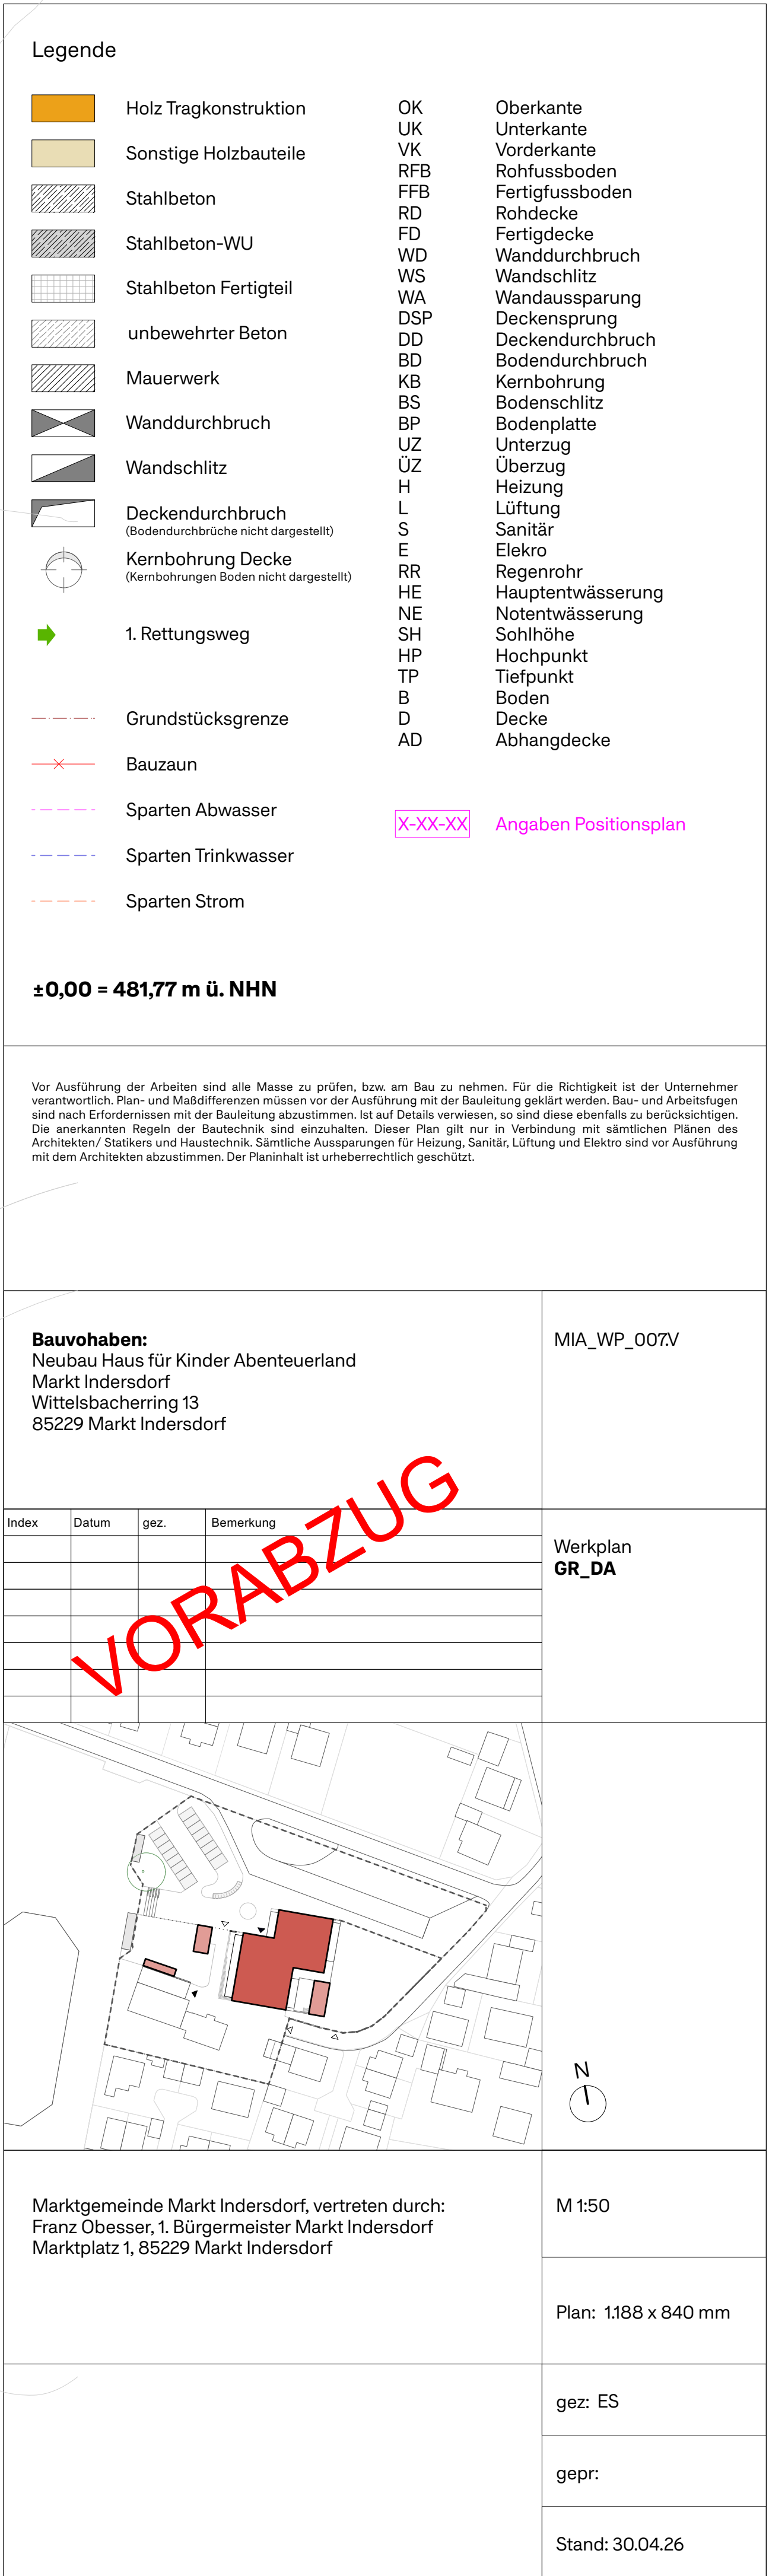 Legende
Holz Tragkonstruktion
Sonstige Holzbauteile
Stahlbeton
Stahlbeton-WU
Stahlbeton Fertigteil
unbewehrter Beton
Mauerwerk
Wanddurchbruch
Wandschlitz
Deckendurchbruch
(Bodendurchbrüche nicht dargestellt)
Kernbohrung Decke
(Kernbohrungen Boden nicht dargestellt)
1. Rettungsweg
Grundstücksgrenze
Bauzaun
Sparten Abwasser
Sparten Trinkwasser
Sparten Strom
OK Oberkante
UK Unterkante
VK Vorderkante
RFB Rohfussboden
FFB Fertigfussboden
RD Rohdecke
FD Fertigdecke
WD Wanddurchbruch
WS Wandschlitz
WA Wandaussparung
DSP Deckensprung
DD Deckendurchbruch
BD Bodendurchbruch
KB Kernbohrung
BS Bodenschlitz
BP Bodenplatte
UZ Unterzug
ÜZ Überzug
H Heizung
L Lüftung
S Sanitär
E Elekro
RR Regenrohr
HE Hauptentwässerung
NE Notentwässerung
SH Sohlhöhe
HP Hochpunkt
TP Tiefpunkt
B Boden
D Decke
AD Abhangdecke
X-XX-XX Angaben Positionsplan
±0,00 = 481,77 m ü. NHN
Vor Ausführung der Arbeiten sind alle Masse zu prüfen, bzw. am Bau zu nehmen. Für die Richtigkeit ist der Unternehmer
verantwortlich. Plan- und Maßdifferenzen müssen vor der Ausführung mit der Bauleitung geklärt werden. Bau- und Arbeitsfugen
sind nach Erfordernissen mit der Bauleitung abzustimmen. Ist auf Details verwiesen, so sind diese ebenfalls zu berücksichtigen.
Die anerkannten Regeln der Bautechnik sind einzuhalten. Dieser Plan gilt nur in Verbindung mit sämtlichen Plänen des
Architekten/ Statikers und Haustechnik. Sämtliche Aussparungen für Heizung, Sanitär, Lüftung und Elektro sind vor Ausführung
mit dem Architekten abzustimmen. Der Planinhalt ist urheberrechtlich geschützt.
Bauvohaben:
Neubau Haus für Kinder Abenteuerland
Markt Indersdorf
Wittelsbacherring 13
85229 Markt Indersdorf
MIA_WP_007.V
Index Datum gez. Bemerkung
VORABZUG
Werkplan
GR_DA
N
Marktgemeinde Markt Indersdorf, vertreten durch:
Franz Obesser, 1. Bürgermeister Markt Indersdorf
Marktplatz 1, 85229 Markt Indersdorf
M 1:50
Plan: 1.188 x 840 mm
gez: ES
gepr:
Stand: 30.04.26